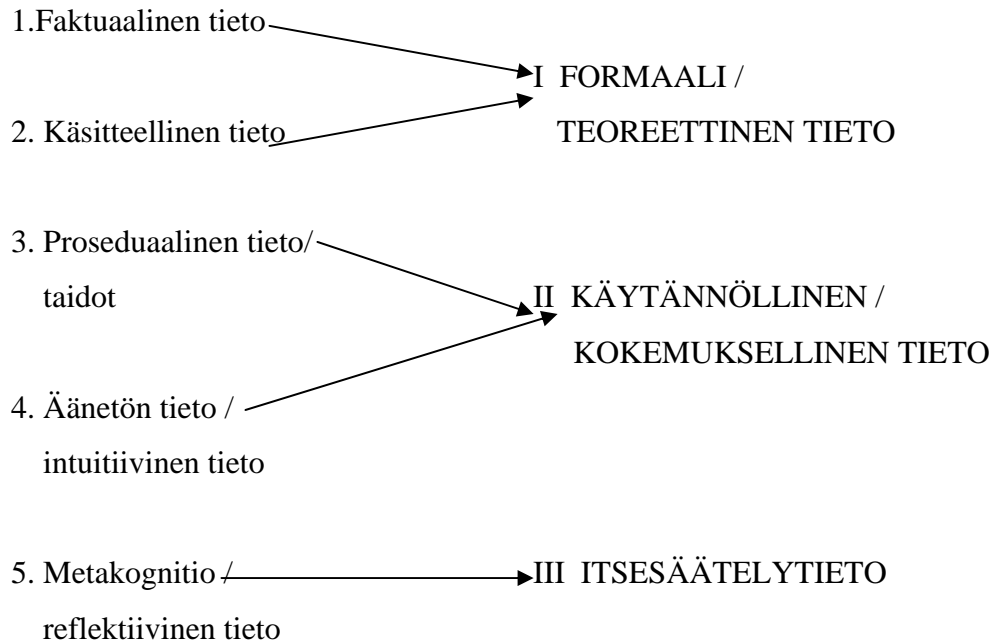 1.Faktuaalinen tieto
I FORMAALI /
2. Käsitteellinen tieto
TEOREETTINEN TIETO
3. Proseduaalinen tieto/
taidot
II KÄYTÄNNÖLLINEN /
KOKEMUKSELLINEN TIETO
4. Äänetön tieto /
intuitiivinen tieto
5. Metakognitio /
III ITSESÄÄTELYTIETO
reflektiivinen tieto